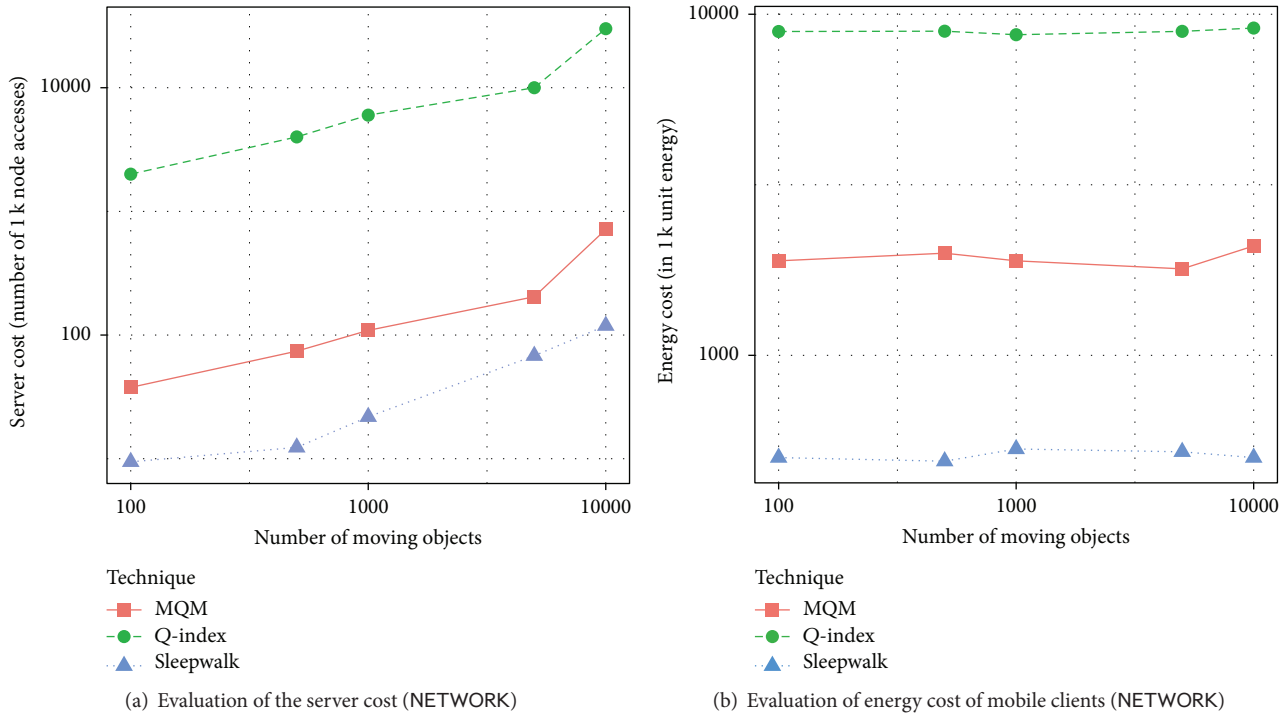 Server cost (number of 1 k node accesses)
10000
100
100
1000
10000
Number of moving objects
Technique
MQM
Q-index
Sleepwalk
(a) Evaluation of the server cost (NETWORK)
Energy cost (in 1 k unit energy)
10000
1000
100
1000
10000
Number of moving objects
Technique
MQM
Q-index
Sleepwalk
(b) Evaluation of energy cost of mobile clients (NETWORK)